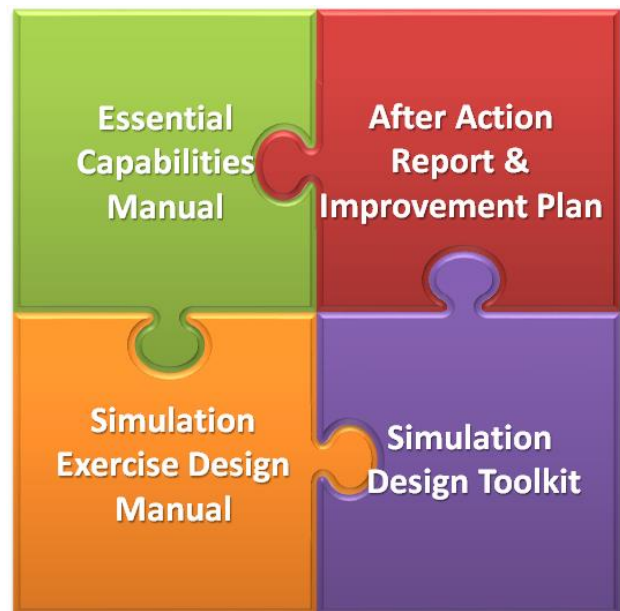 Essential
Capabilities
Manual
After Action
Report &
Improvement Plan
Simulation
Exercise Design
Manual
Simulation
Design Toolkit